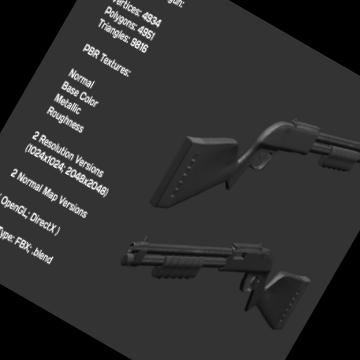 Vertices: 4934
Polygons: 4951
Triangles: 9816
PBR Textures:
Normal
Base Color
Metallic
Roughness
2 Resolution Versions
(1024x1024; 2048x2048)
2 Normal Map Versions
( OpenGL; DirectX )
Type: FBX; .blend